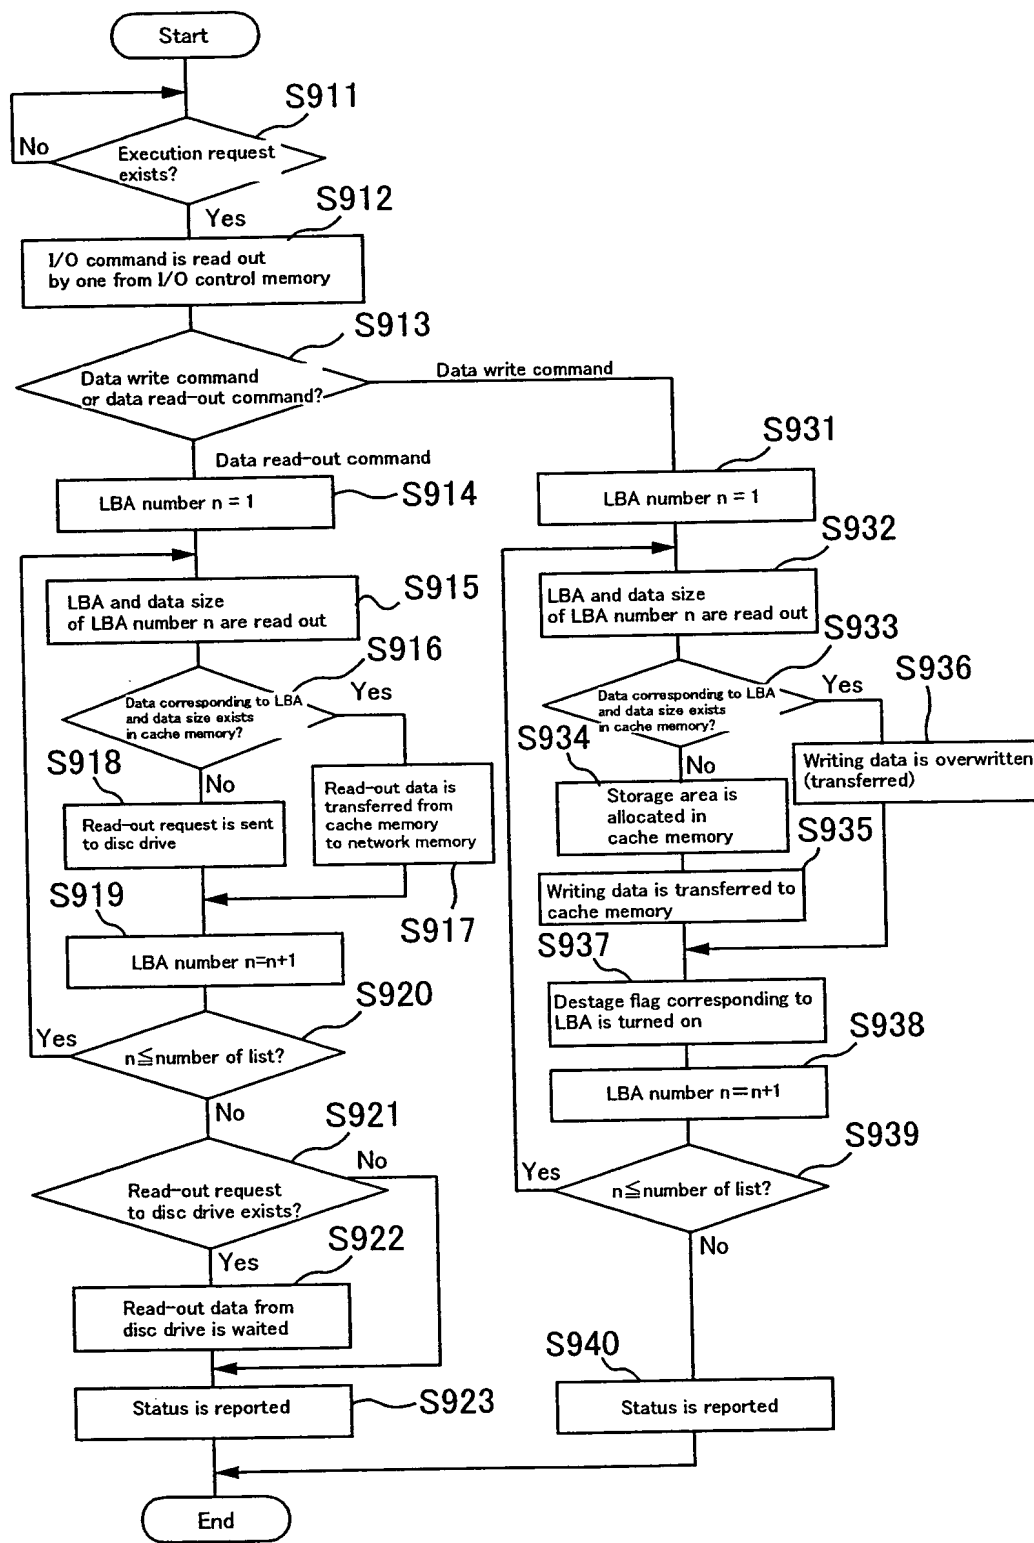 Start
S911
No
Execution request
exists?
S912
Yes
I/O command is read out
by one from I/O control memory
S913
Data write command
Data write command
or data read-out command?
S931
Data read-out command
S914
LBA number n = 1
LBA number n = 1
S932
S915
LBA and data size
of LBA number n are read out
LBA and data size
of LBA number n are read out
S933
S916
S936
Data corresponding to LBA
and data size exists
in cache memory?
Yes
Data corresponding to LBA
and data size exists
in cache memory?
Yes
S934
S918
No
No
Writing data is overwritten
(transferred)
Read-out data is
transferred from
cache memory
to network memory
Storage area is
allocated in
cache memory
Read-out request is sent
to disc drive
S935
S919
Writing data is transferred to
cache memory
S917
S937
LBA number n=n+1
S920
Destage flag corresponding to
LBA is turned on
S938
Yes
n≦number of list?
LBA number n=n+1
No
S921
S939
No
Yes
n≦number of list?
Read-out request
to disc drive exists?
S922
Yes
No
Read-out data from
disc drive is waited
S940
Status is reported
S923
Status is reported
End